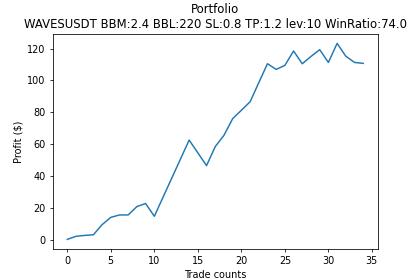 Portfolio
WAVESUSDT BBM:2.4 BBL:220 SL:0.8 TP:1.2 lev:10 WinRatio:74.0
120
100
80
60
40
20
0
Profit ($)
0 5 10 15 20 25 30 35
Trade counts